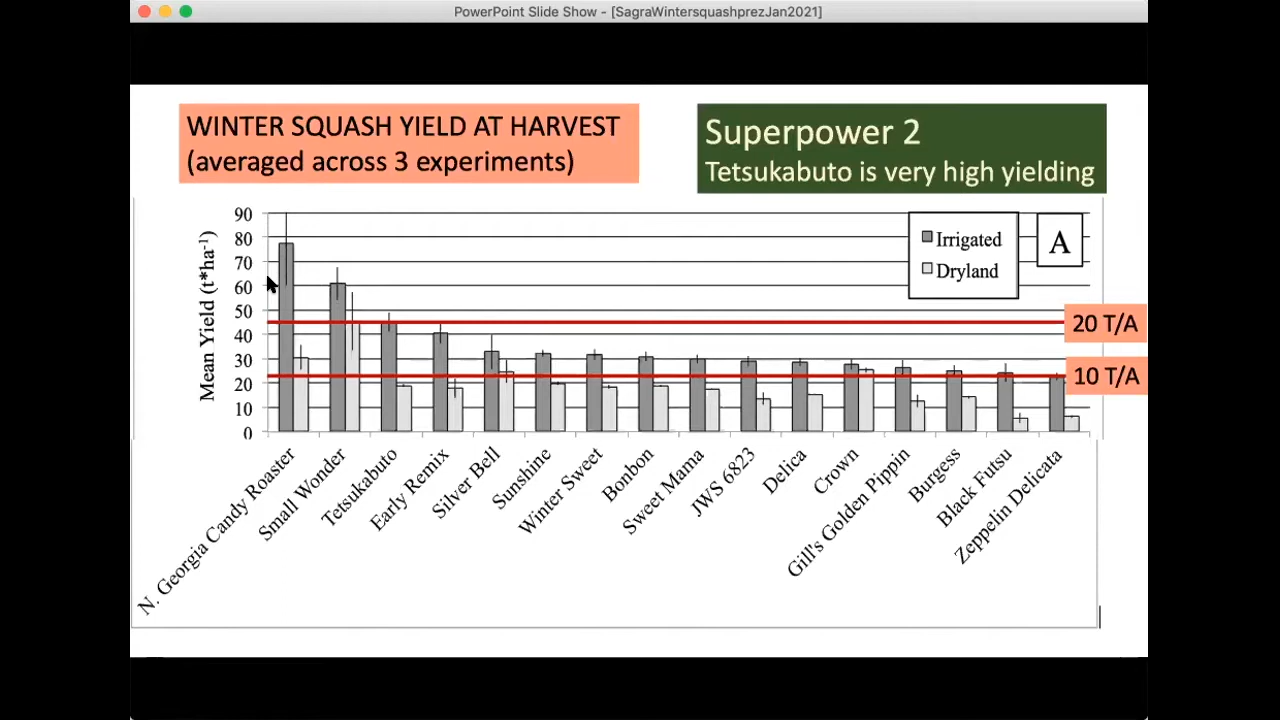 PowerPoint Slide Show - [SagraWintersquashprezJan2021]
WINTER SQUASH YIELD AT HARVEST
(averaged across 3 experiments)
Superpower 2
Tetsukabuto is very high yielding
Mean Yield (t*ha⁻¹)
90
80
70
60
50
40
30
20
10
0
Irrigated
Dryland
A
20 T/A
10 T/A
N. Georgia Candy Roaster
Small Wonder
Tetsukabuto
Early Remix
Silver Bell
Sunshine
Winter Sweet
Bonbon
Sweet Mama
JWS 6823
Delica
Crown
Gill's Golden Pippin
Burgess
Black Futsu
Zeppelin Delicata